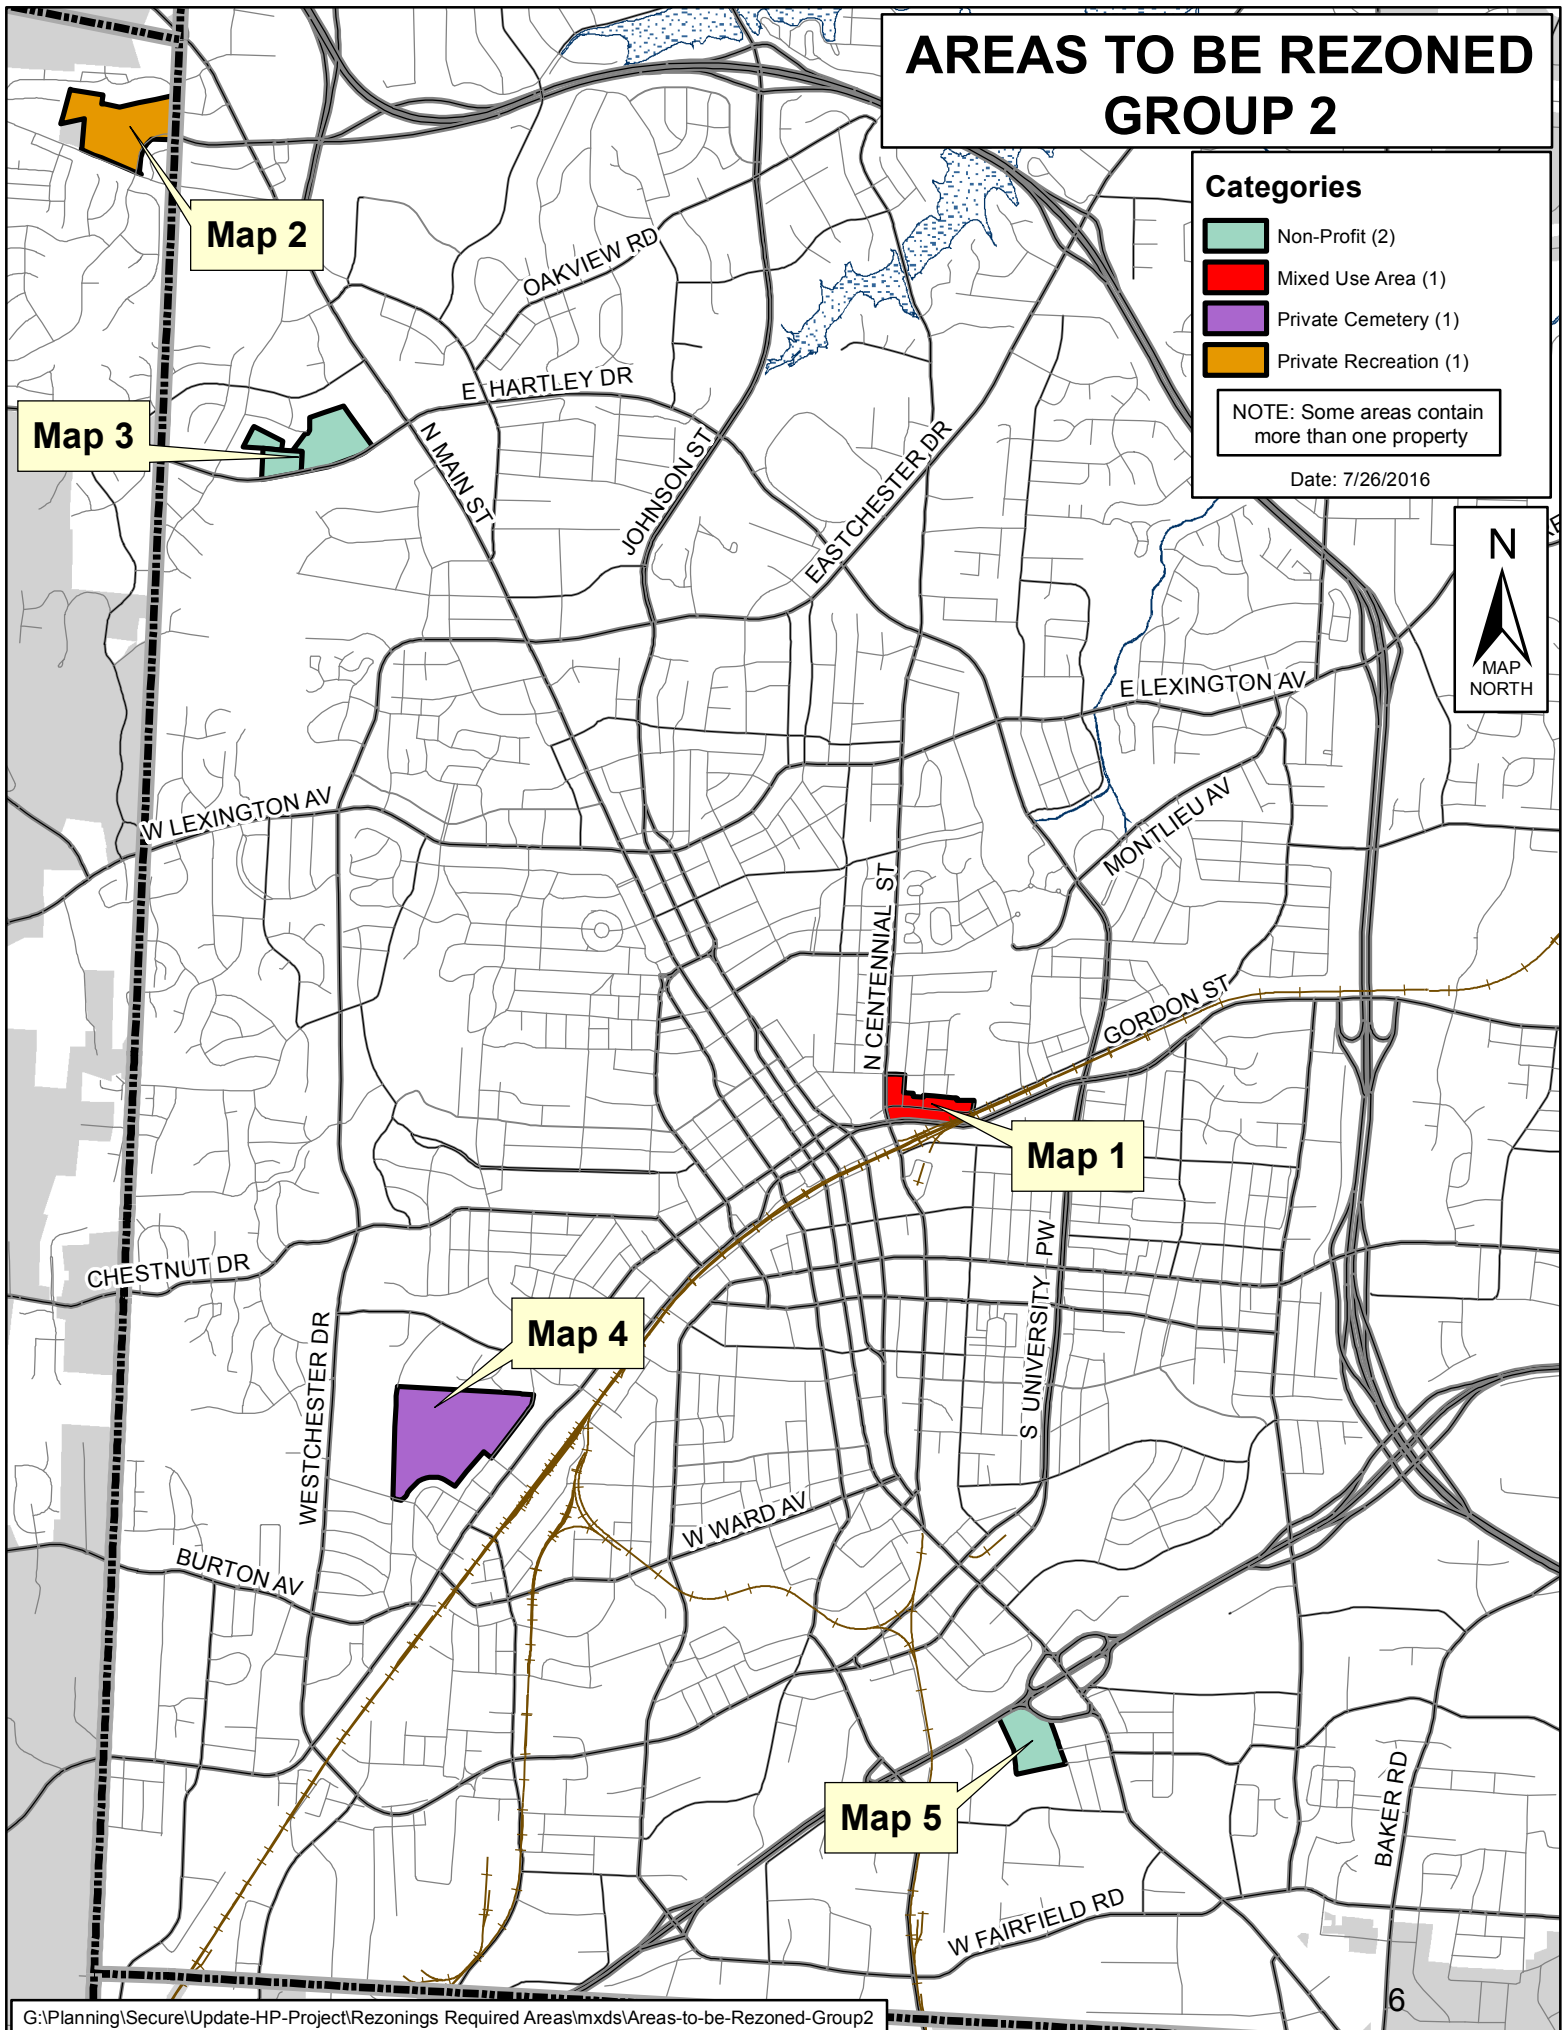 AREAS TO BE REZONED
GROUP 2
Categories
Non-Profit (2)
Mixed Use Area (1)
Private Cemetery (1)
Private Recreation (1)
NOTE: Some areas contain
more than one property
Date: 7/26/2016
N
MAP
NORTH
Map 2
OAKVIEW RD
E HARTLEY DR
Map 3
N MAIN ST
JOHNSON ST
EASTCHESTER DR
E LEXINGTON AV
W LEXINGTON AV
MONTLIEU AV
N CENTENNIAL ST
GORDON ST
Map 1
CHESTNUT DR
S UNIVERSITY PW
Map 4
WESTCHESTER DR
W WARD AV
BURTON AV
Map 5
BAKER RD
W FAIRFIELD RD
6
G:\Planning\Secure\Update-HP-Project\Rezonings Required Areas\mxds\Areas-to-be-Rezoned-Group2